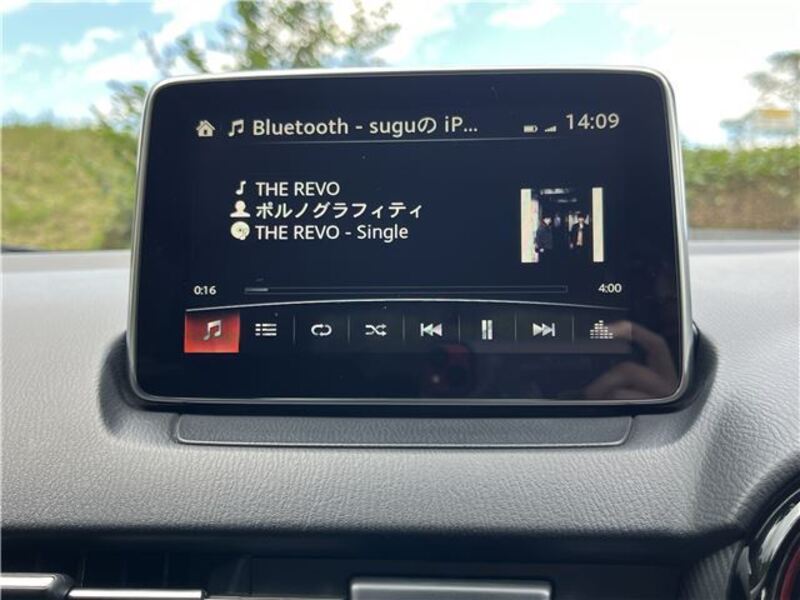 Bluetooth - suguの iP... 14:09
THE REVO
ポルノグラフィティ
THE REVO - Single
0:16 4:00